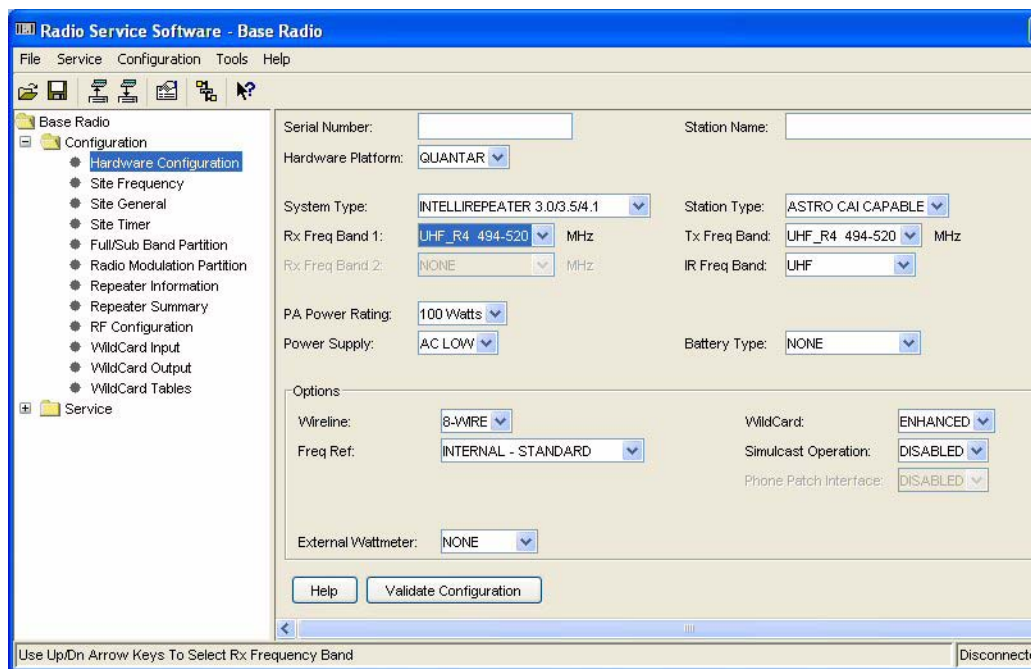 Radio Service Software - Base Radio
File Service Configuration Tools Help
Base Radio
Configuration
Hardware Configuration
Site Frequency
Site General
Site Timer
Full/Sub Band Partition
Radio Modulation Partition
Repeater Information
Repeater Summary
RF Configuration
WildCard Input
WildCard Output
WildCard Tables
Service
Serial Number: Station Name:
Hardware Platform: QUANTAR
System Type: INTELLIREPEATER 3.0/3.5/4.1 Station Type: ASTRO CAI CAPABLE
Rx Freq Band 1: UHF_R4 494-520 MHz Tx Freq Band: UHF_R4 494-520 MHz
Rx Freq Band 2: NONE MHz IR Freq Band: UHF
PA Power Rating: 100 Watts
Power Supply: AC LOW Battery Type: NONE
Options
Wireline: 8-WIRE WildCard: ENHANCED
Freq Ref: INTERNAL - STANDARD Simulcast Operation: DISABLED
Phone Patch Interface: DISABLED
External Wattmeter: NONE
Help Validate Configuration
Use Up/Dn Arrow Keys To Select Rx Frequency Band Disconnect